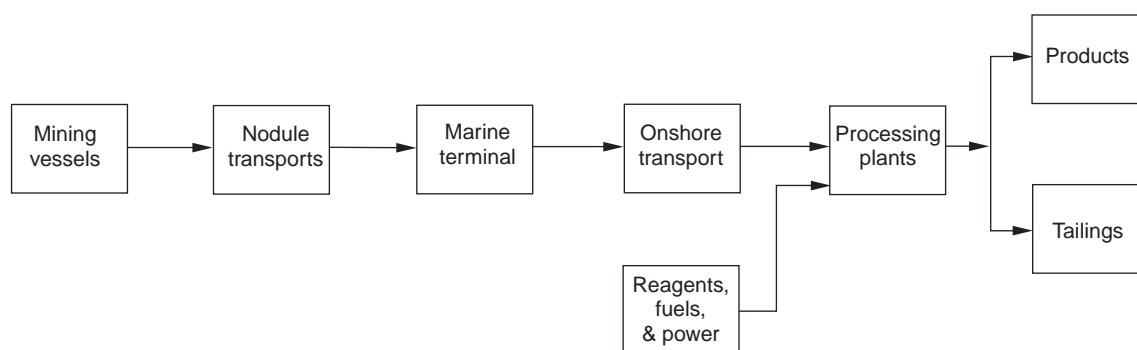 Mining
vessels
Nodule
transports
Marine
terminal
Onshore
transport
Processing
plants
Products
Tailings
Reagents,
fuels,
& power